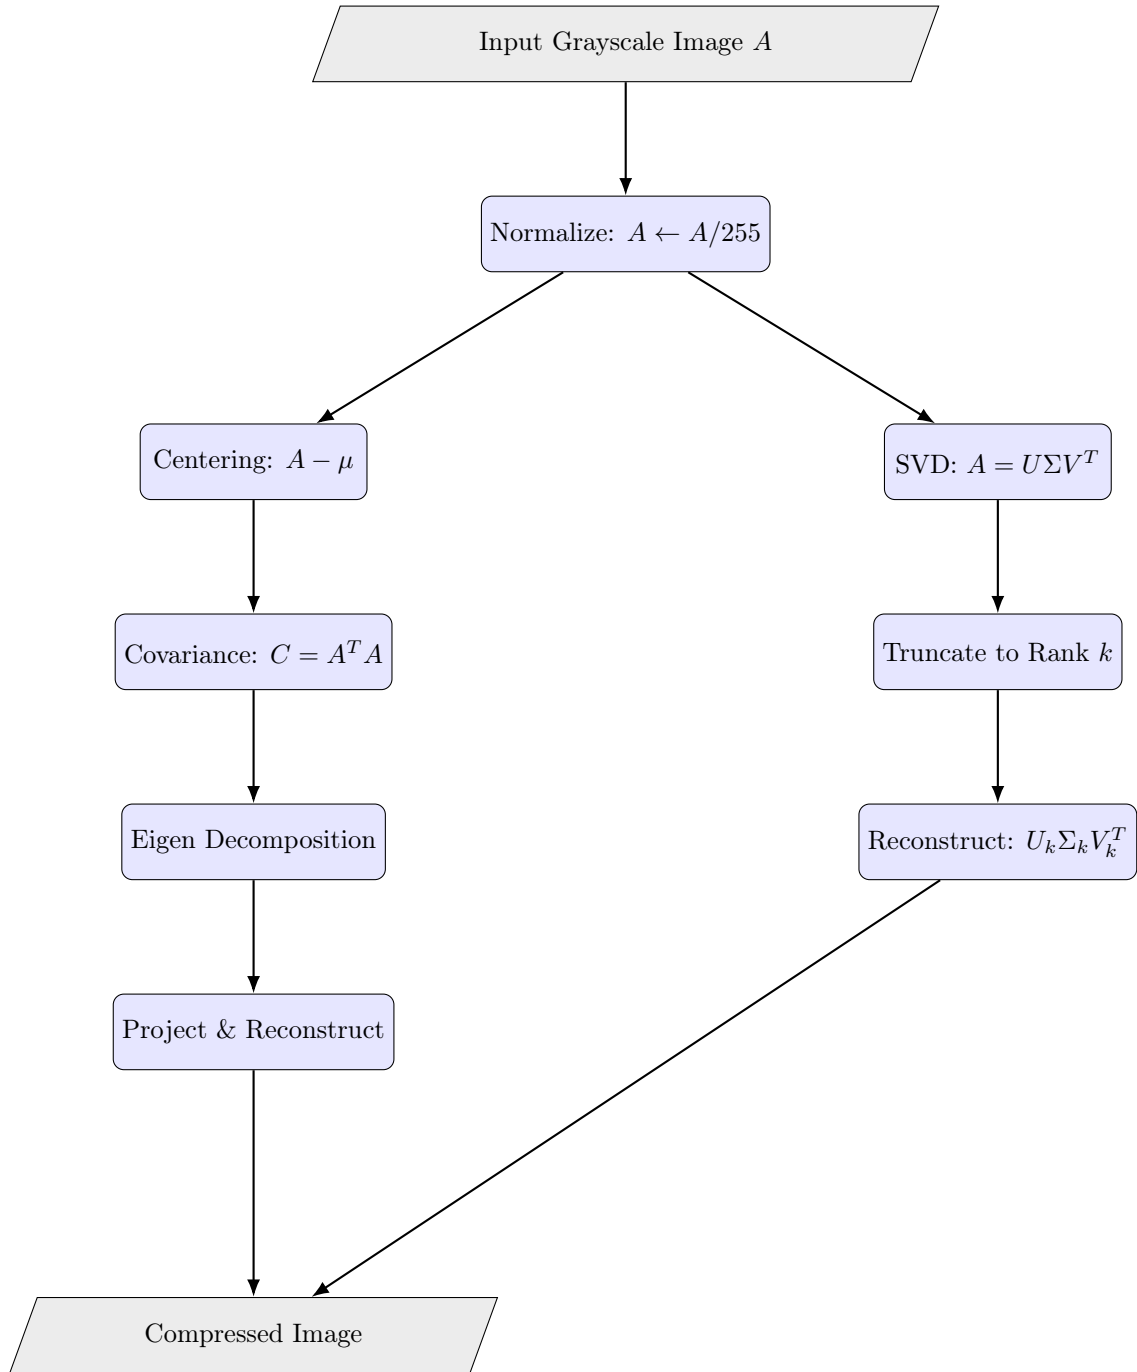 Input Grayscale Image A
Normalize: A ← A/255
Centering: A − μ
SVD: A = UΣV^T
Covariance: C = A^T A
Truncate to Rank k
Eigen Decomposition
Reconstruct: U_kΣ_kV_k^T
Project & Reconstruct
Compressed Image